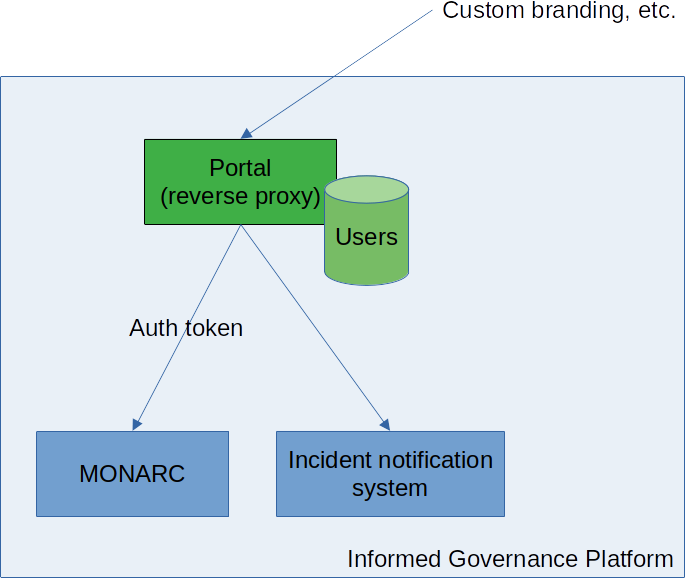 Custom branding, etc.
Portal
(reverse proxy)
Users
Auth token
MONARC
Incident notification
system
Informed Governance Platform